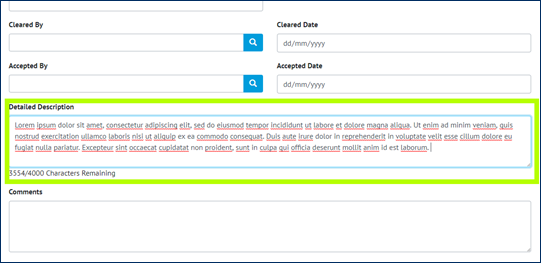 Cleared By Cleared Date
dd/mm/yyyy
Accepted By Accepted Date
dd/mm/yyyy
Detailed Description
Lorem ipsum dolor sit amet, consectetur adipiscing elit, sed do eiusmod tempor incididunt ut labore et dolore magna aliqua. Ut enim ad minim veniam, quis
nostrud exercitation ullamco laboris nisi ut aliquip ex ea commodo consequat. Duis aute irure dolor in reprehenderit in voluptate velit esse cillum dolore eu
fugiat nulla pariatur. Excepteur sint occaecat cupidatat non proident, sunt in culpa qui officia deserunt mollit anim id est laborum.
3554/4000 Characters Remaining
Comments